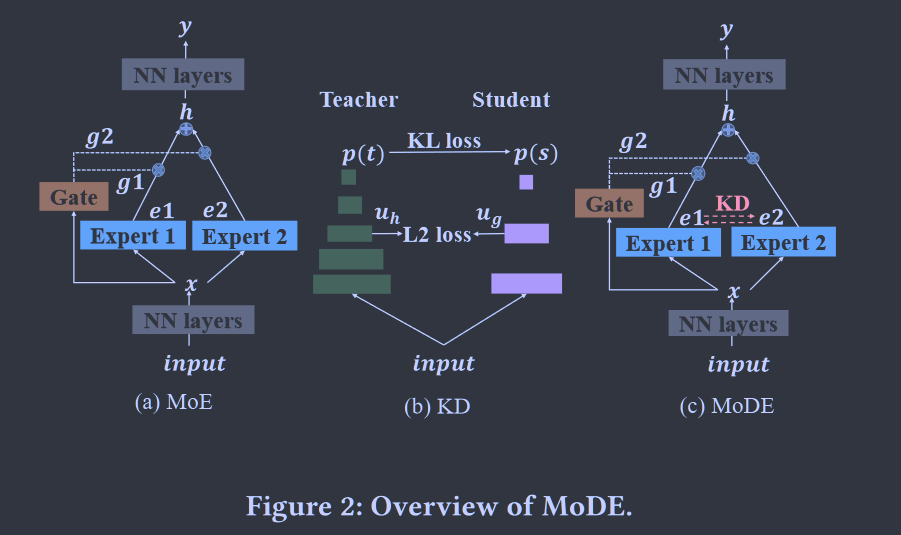 y
NN layers
h
g2
g1
Gate
e1
e2
Expert 1
Expert 2
x
NN layers
input
(a) MoE
Teacher
Student
p(t)
KL loss
p(s)
u_h
L2 loss
u_g
input
(b) KD
y
NN layers
h
g2
g1
Gate
e1
KD
e2
Expert 1
Expert 2
x
NN layers
input
(c) MoDE
Figure 2: Overview of MoDE.